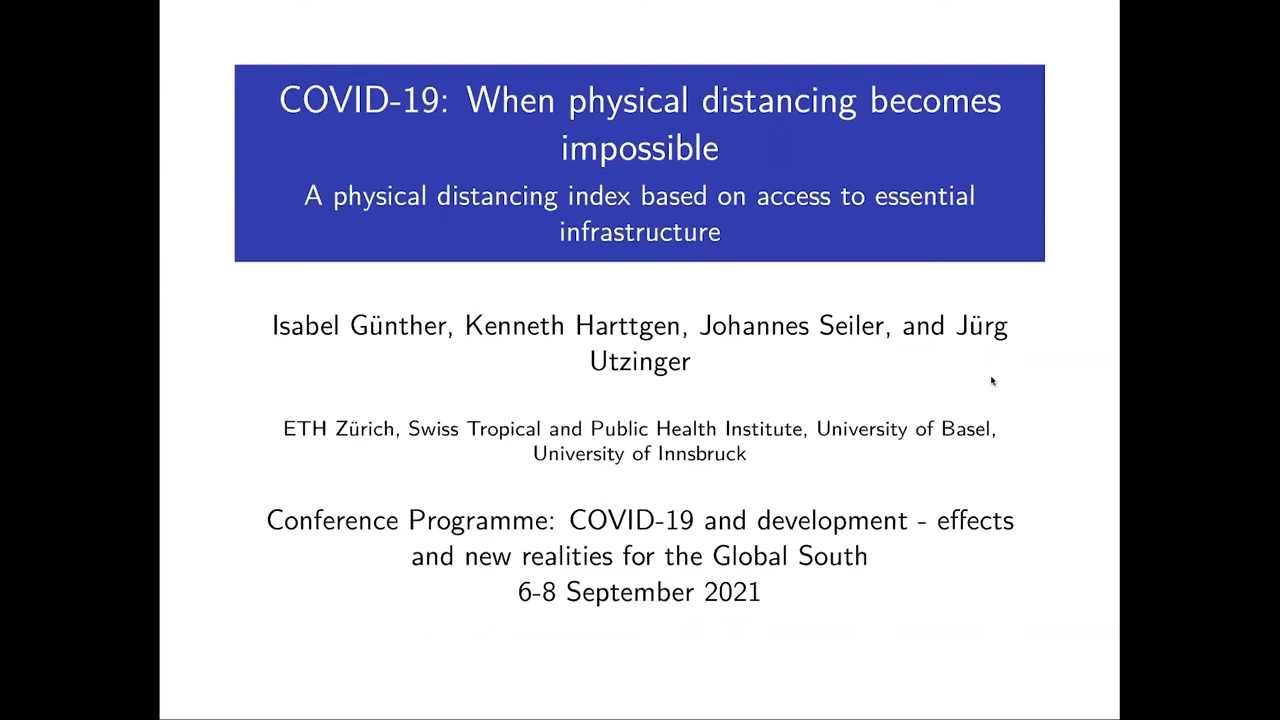 COVID-19: When physical distancing becomes
impossible
A physical distancing index based on access to essential
infrastructure
Isabel Günther, Kenneth Harttgen, Johannes Seiler, and Jürg
Utzinger
ETH Zürich, Swiss Tropical and Public Health Institute, University of Basel,
University of Innsbruck
Conference Programme: COVID-19 and development - effects
and new realities for the Global South
6-8 September 2021